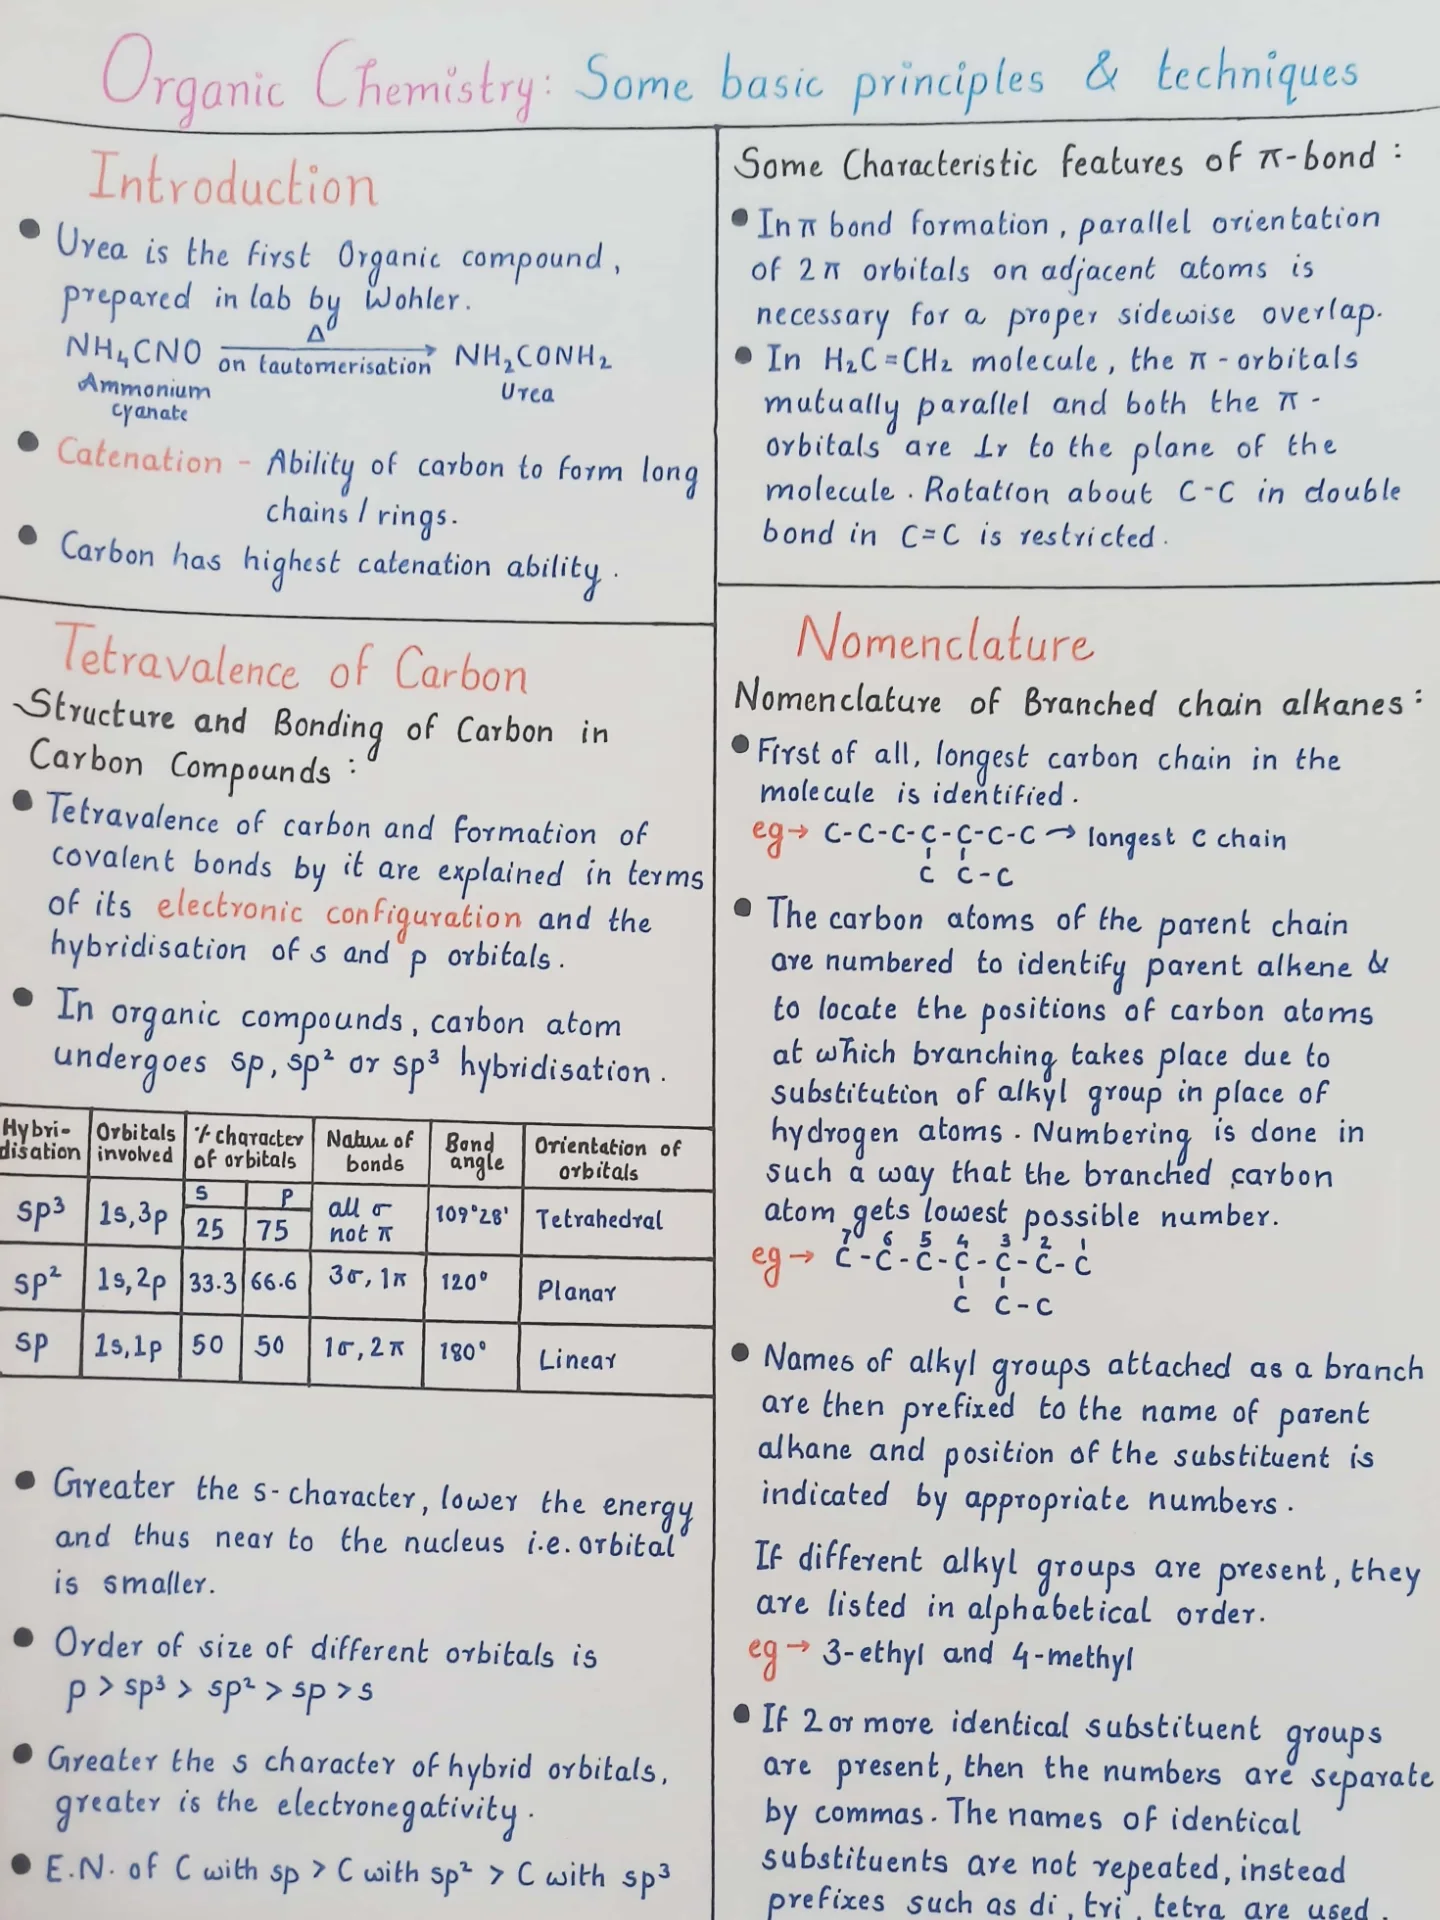 Organic Chemistry: Some basic principles & techniques
Introduction
• Urea is the first Organic compound,
prepared in lab by Wohler.
NH₄CNO Δ on tautomerisation → NH₂CONH₂
Ammonium Urea
cyanate
• Catenation - Ability of carbon to form long
chains / rings.
• Carbon has highest catenation ability.
Tetravalence of Carbon
Structure and Bonding of Carbon in
Carbon Compounds :
• Tetravalence of carbon and formation of
covalent bonds by it are explained in terms
of its electronic configuration and the
hybridisation of s and p orbitals.
• In organic compounds, carbon atom
undergoes sp, sp² or sp³ hybridisation.
Hybri- Orbitals % character Nature of Bond Orientation of
disation involved of orbitals bonds angle orbitals
s p
sp³ 1s,3p 25 75 all σ not π 109°28' Tetrahedral
sp² 1s,2p 33.3 66.6 3σ, 1π 120° Planar
sp 1s,1p 50 50 1σ, 2π 180° Linear
• Greater the s-character, lower the energy
and thus near to the nucleus i.e. orbital
is smaller.
• Order of size of different orbitals is
p > sp³ > sp² > sp > s
• Greater the s character of hybrid orbitals,
greater is the electronegativity.
• E.N. of C with sp > C with sp² > C with sp³
Some Characteristic features of π-bond :
• In π bond formation, parallel orientation
of 2π orbitals on adjacent atoms is
necessary for a proper sidewise overlap.
• In H₂C=CH₂ molecule, the π-orbitals
mutually parallel and both the π-
orbitals are ⊥r to the plane of the
molecule. Rotation about C-C in double
bond in C=C is restricted.
Nomenclature
Nomenclature of Branched chain alkanes :
• First of all, longest carbon chain in the
molecule is identified.
eg → C-C-C-C-C-C-C → longest C chain
C C-C
• The carbon atoms of the parent chain
are numbered to identify parent alkene &
to locate the positions of carbon atoms
at which branching takes place due to
substitution of alkyl group in place of
hydrogen atoms. Numbering is done in
such a way that the branched carbon
atom gets lowest possible number.
7 6 5 4 3 2 1
eg → C-C-C-C-C-C-C
C C-C
• Names of alkyl groups attached as a branch
are then prefixed to the name of parent
alkane and position of the substituent is
indicated by appropriate numbers.
If different alkyl groups are present, they
are listed in alphabetical order.
eg → 3-ethyl and 4-methyl
• If 2 or more identical substituent groups
are present, then the numbers are separate
by commas. The names of identical
substituents are not repeated, instead
prefixes such as di, tri, tetra are used.